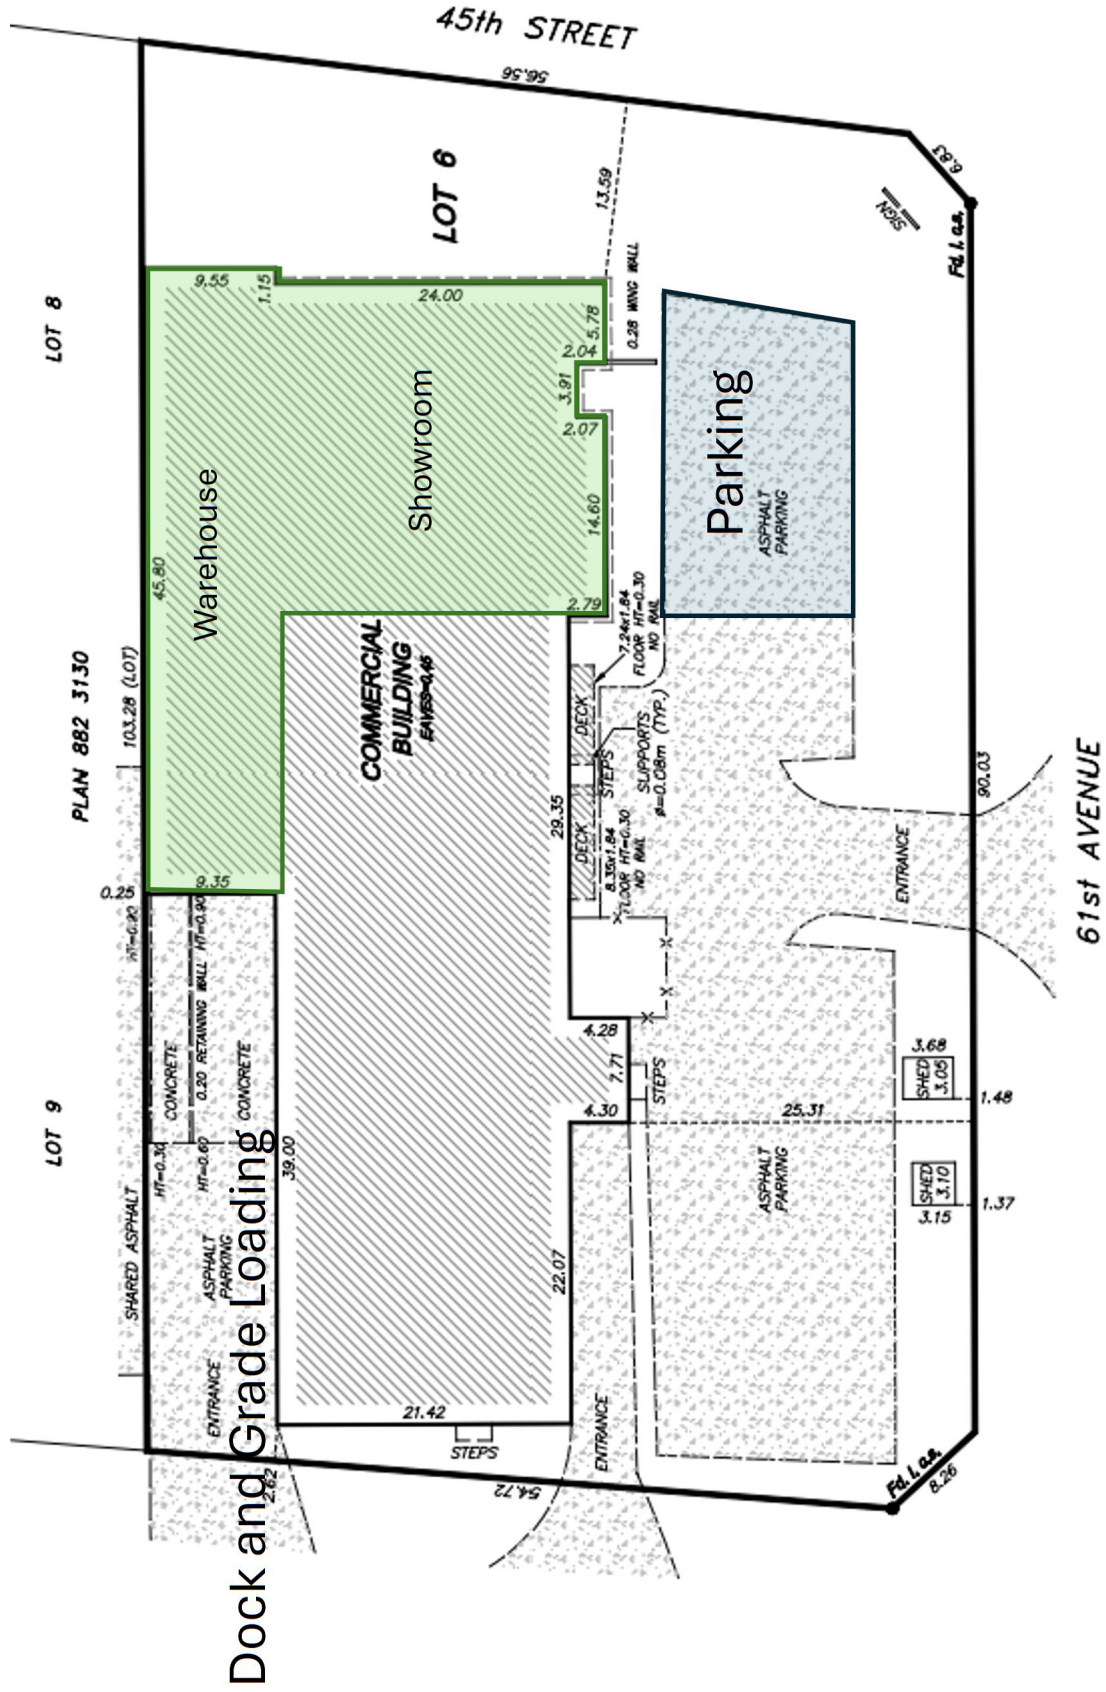 45th STREET
56.56
6.83
SIGN
Fd. I. a.s.
LOT 6
13.59
LOT 8
9.55
1.15
24.00
5.78
0.28 WING WALL
2.04
3.91
2.07
Warehouse
Showroom
14.60
Parking
ASPHALT
PARKING
45.80
2.79
7.24x1.84
FLOOR HT=0.30
NO RAIL
PLAN 882 3130
103.28 (LOT)
COMMERCIAL
BUILDING
EAVES=0.46
DECK
STEPS
SUPPORTS
ø=0.08m (TYP.)
29.35
DECK
8.35x1.84
FLOOR HT=0.30
NO RAIL
90.03
61st AVENUE
ENTRANCE
0.25
9.35
HT=0.90
HT=0.90
CONCRETE
0.20 RETAINING WALL
CONCRETE
4.28
7.71
STEPS
4.30
25.31
3.68
SHED
3.05
1.48
LOT 9
HT=0.30
HT=0.60
39.00
ASPHALT
PARKING
SHED
3.10
3.15
1.37
SHARED ASPHALT
ASPHALT
PARKING
Dock and Grade Loading
22.07
ENTRANCE
21.42
STEPS
ENTRANCE
2.62
54.72
Fd. I. a.s.
8.26